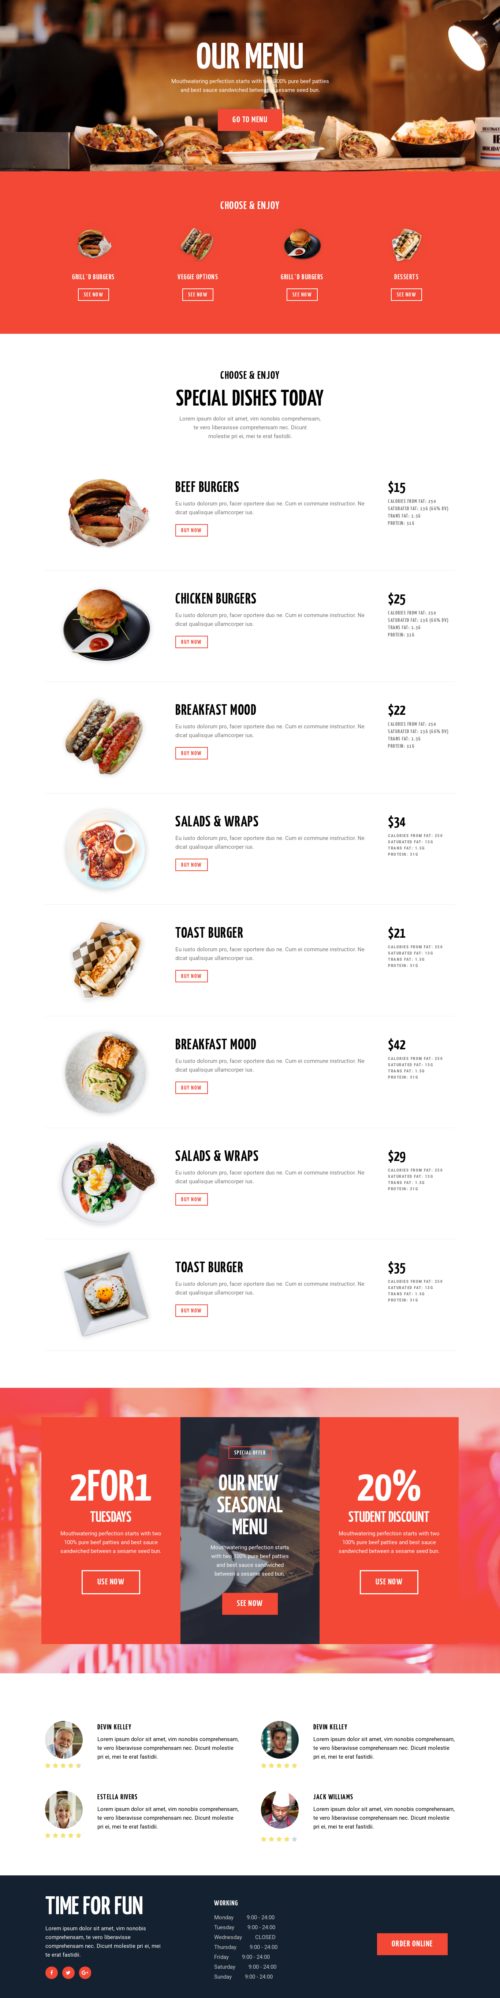 OUR MENU
Mouthwatering perfection starts with two 100% pure beef patties
and best sauce sandwiched between a sesame seed bun.
GO TO MENU
CHOOSE & ENJOY
GRILL'D BURGERS
VEGGIE OPTIONS
GRILL'D BURGERS
DESSERTS
SEE NOW
SEE NOW
SEE NOW
SEE NOW
CHOOSE & ENJOY
SPECIAL DISHES TODAY
Lorem ipsum dolor sit amet, vim nonobis comprehensam,
te vero liberavisse comprehensam nec. Dicunt
molestie pri ei, mei te erat fastidii.
BEEF BURGERS
Eu iusto dolorum pro, facer oportere duo ne. Cum ei commune instructior. Ne
dicat qualisque ullamcorper ius.
BUY NOW
$15
CALORIES FROM FAT:
SATURATED FAT: (66% DV)
TRANS FAT: 1.5G
PROTEIN: 31G
CHICKEN BURGERS
Eu iusto dolorum pro, facer oportere duo ne. Cum ei commune instructior. Ne
dicat qualisque ullamcorper ius.
BUY NOW
$25
CALORIES FROM FAT:
SATURATED FAT: (66% DV)
TRANS FAT: 1.5G
PROTEIN: 31G
BREAKFAST MOOD
Eu iusto dolorum pro, facer oportere duo ne. Cum ei commune instructior. Ne
dicat qualisque ullamcorper ius.
BUY NOW
$22
CALORIES FROM FAT:
SATURATED FAT: (66% DV)
TRANS FAT: 1.5G
PROTEIN: 31G
SALADS & WRAPS
Eu iusto dolorum pro, facer oportere duo ne. Cum ei commune instructior. Ne
dicat qualisque ullamcorper ius.
BUY NOW
$34
CALORIES FROM FAT:
SATURATED FAT: 13G
TRANS FAT: 1.5G
PROTEIN: 31G
TOAST BURGER
Eu iusto dolorum pro, facer oportere duo ne. Cum ei commune instructior. Ne
dicat qualisque ullamcorper ius.
BUY NOW
$21
CALORIES FROM FAT:
SATURATED FAT: 13G
TRANS FAT: 1.5G
PROTEIN: 31G
BREAKFAST MOOD
Eu iusto dolorum pro, facer oportere duo ne. Cum ei commune instructior. Ne
dicat qualisque ullamcorper ius.
BUY NOW
$42
CALORIES FROM FAT:
SATURATED FAT: 13G
TRANS FAT: 1.5G
PROTEIN: 31G
SALADS & WRAPS
Eu iusto dolorum pro, facer oportere duo ne. Cum ei commune instructior. Ne
dicat qualisque ullamcorper ius.
BUY NOW
$29
CALORIES FROM FAT:
SATURATED FAT: 13G
TRANS FAT: 1.5G
PROTEIN: 31G
TOAST BURGER
Eu iusto dolorum pro, facer oportere duo ne. Cum ei commune instructior. Ne
dicat qualisque ullamcorper ius.
BUY NOW
$35
CALORIES FROM FAT:
SATURATED FAT: 13G
TRANS FAT: 1.5G
PROTEIN: 31G
2FOR1
TUESDAYS
Mouthwatering perfection starts with two
100% pure beef patties and best sauce
sandwiched between a sesame seed bun.
USE NOW
SPECIAL OFFER
OUR NEW
SEASONAL
MENU
Mouthwatering perfection starts
with two 100% pure beef patties
and best sauce sandwiched
between a sesame seed bun.
SEE NOW
20%
STUDENT DISCOUNT
Mouthwatering perfection starts with two
100% pure beef patties and best sauce
sandwiched between a sesame seed bun.
USE NOW
DEVIN KELLEY
Lorem ipsum dolor sit amet, vim nonobis comprehensam,
te vero liberavisse comprehensam nec. Dicunt molestie
pri ei, mei te erat fastidii.
DEVIN KELLEY
Lorem ipsum dolor sit amet, vim nonobis comprehensam,
te vero liberavisse comprehensam nec. Dicunt molestie
pri ei, mei te erat fastidii.
ESTELLA RIVERS
Lorem ipsum dolor sit amet, vim nonobis comprehensam,
te vero liberavisse comprehensam nec. Dicunt molestie
pri ei, mei te erat fastidii.
JACK WILLIAMS
Lorem ipsum dolor sit amet, vim nonobis comprehensam,
te vero liberavisse comprehensam nec. Dicunt molestie
pri ei, mei te erat fastidii.
TIME FOR FUN
Lorem ipsum dolor sit amet, vim nonobis
comprehensam, te vero liberavisse
comprehensam nec. Dicunt molestie pri ei, mei
te erat fastidii.
WORKING
Monday 9:00 - 24:00
Tuesday 9:00 - 24:00
Wednesday CLOSED
Thursday 9:00 - 24:00
Friday 9:00 - 24:00
Saturday 9:00 - 24:00
Sunday 9:00 - 24:00
ORDER ONLINE